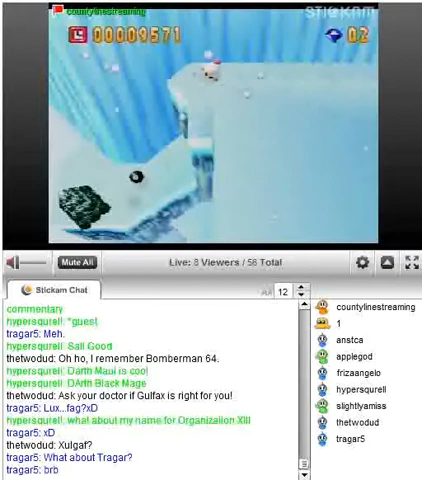 countylinestreaming STICKAM
00009571 02
Mute All Live: 8 Viewers / 56 Total
Stickam Chat 12
commentary
hypersqurell: *guest
tragar5: Meh.
hypersqurell: Sall Good
thetwodud: Oh ho, I remember Bomberman 64.
hypersqurell: Darth Maul is cool
hypersqurell: DArth Black Mage
thetwodud: Ask your doctor if Gulfax is right for you!
tragar5: Lux..fag?xD
hypersqurell: what about my name for Organization XIII
tragar5: xD
thetwodud: Xulgaf?
tragar5: What about Tragar?
tragar5: brb
countylinestreaming
1
anstca
applegod
frizaangelo
hypersqurell
slightlyamiss
thetwodud
tragar5